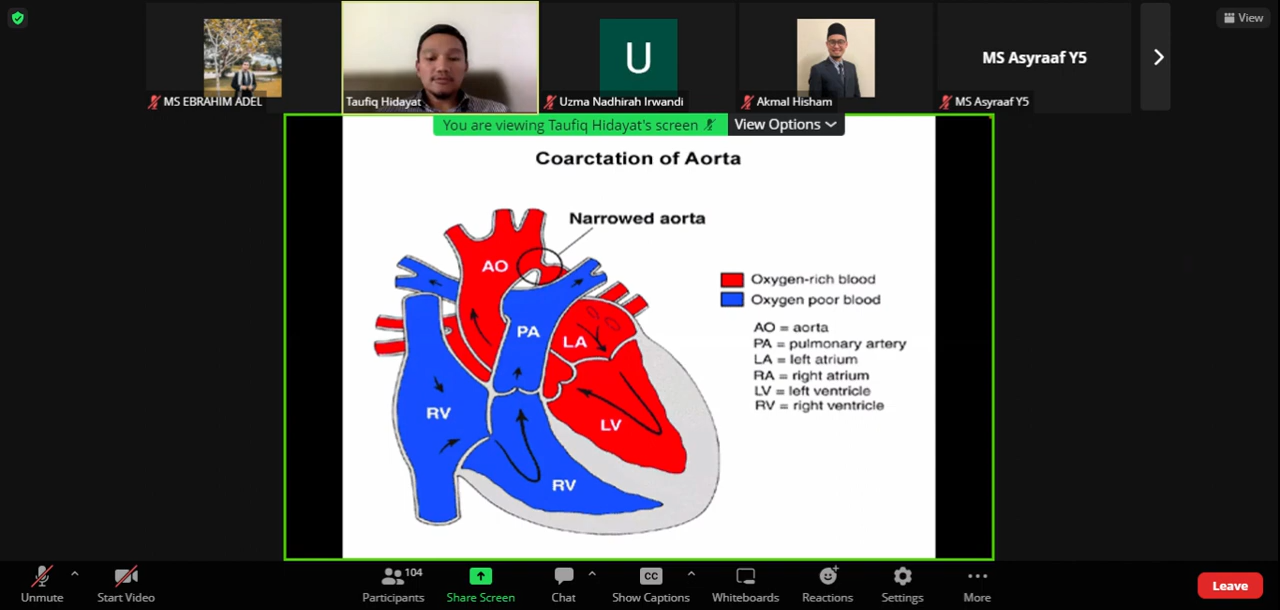 View
MS EBRAHIM ADEL
Taufiq Hidayat
U
Uzma Nadhirah Irwandi
Akmal Hisham
MS Asyraaf Y5
MS Asyraaf Y5
You are viewing Taufiq Hidayat's screen
View Options
Coarctation of Aorta
Narrowed aorta
AO
PA
LA
RV
LV
RV
Oxygen-rich blood
Oxygen poor blood
AO = aorta
PA = pulmonary artery
LA = left atrium
RA = right atrium
LV = left ventricle
RV = right ventricle
Unmute
Start Video
104
Participants
Share Screen
Chat
CC
Show Captions
Whiteboards
Reactions
Settings
More
Leave